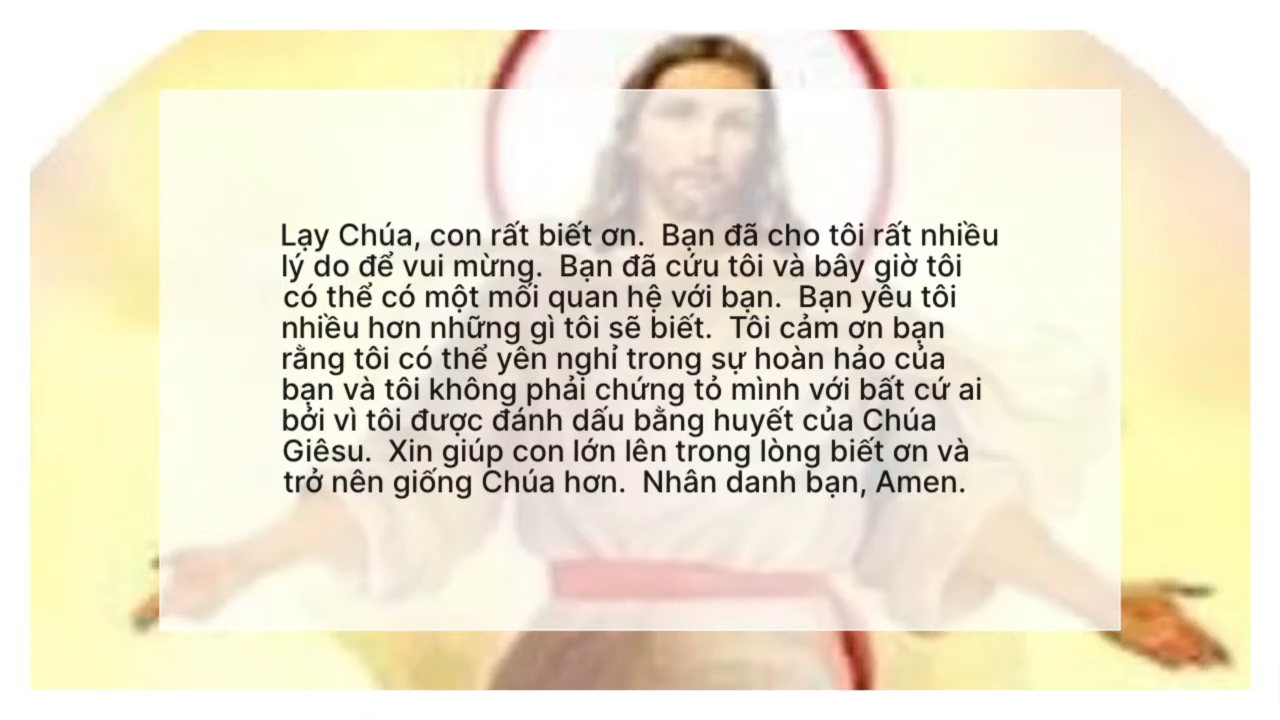 Lạy Chúa, con rất biết ơn.  Bạn đã cho tôi rất nhiều
lý do để vui mừng.  Bạn đã cứu tôi và bây giờ tôi
có thể có một mối quan hệ với bạn.  Bạn yêu tôi
nhiều hơn những gì tôi sẽ biết.  Tôi cảm ơn bạn
rằng tôi có thể yên nghỉ trong sự hoàn hảo của
bạn và tôi không phải chứng tỏ mình với bất cứ ai
bởi vì tôi được đánh dấu bằng huyết của Chúa
Giêsu.  Xin giúp con lớn lên trong lòng biết ơn và
trở nên giống Chúa hơn.  Nhân danh bạn, Amen.